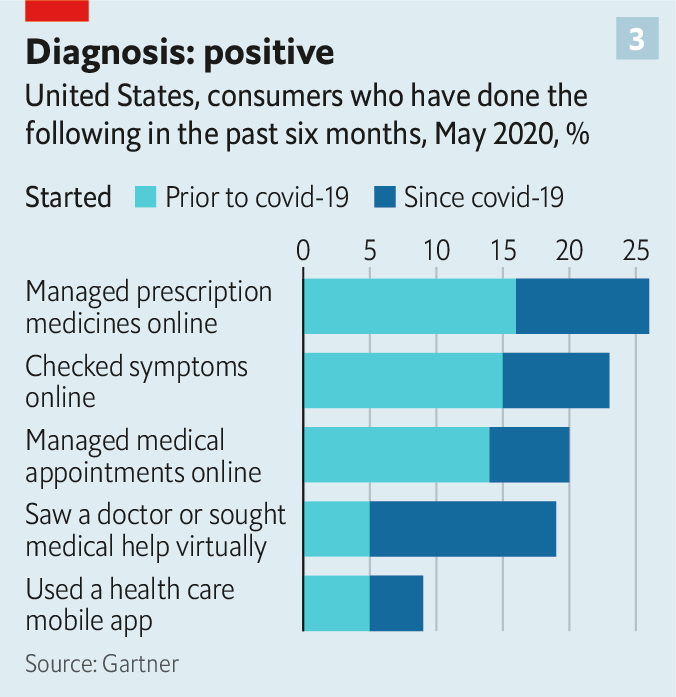 Diagnosis: positive
3
United States, consumers who have done the
following in the past six months, May 2020, %
Started Prior to covid-19 Since covid-19
0 5 10 15 20 25
Managed prescription
medicines online
Checked symptoms
online
Managed medical
appointments online
Saw a doctor or sought
medical help virtually
Used a health care
mobile app
Source: Gartner